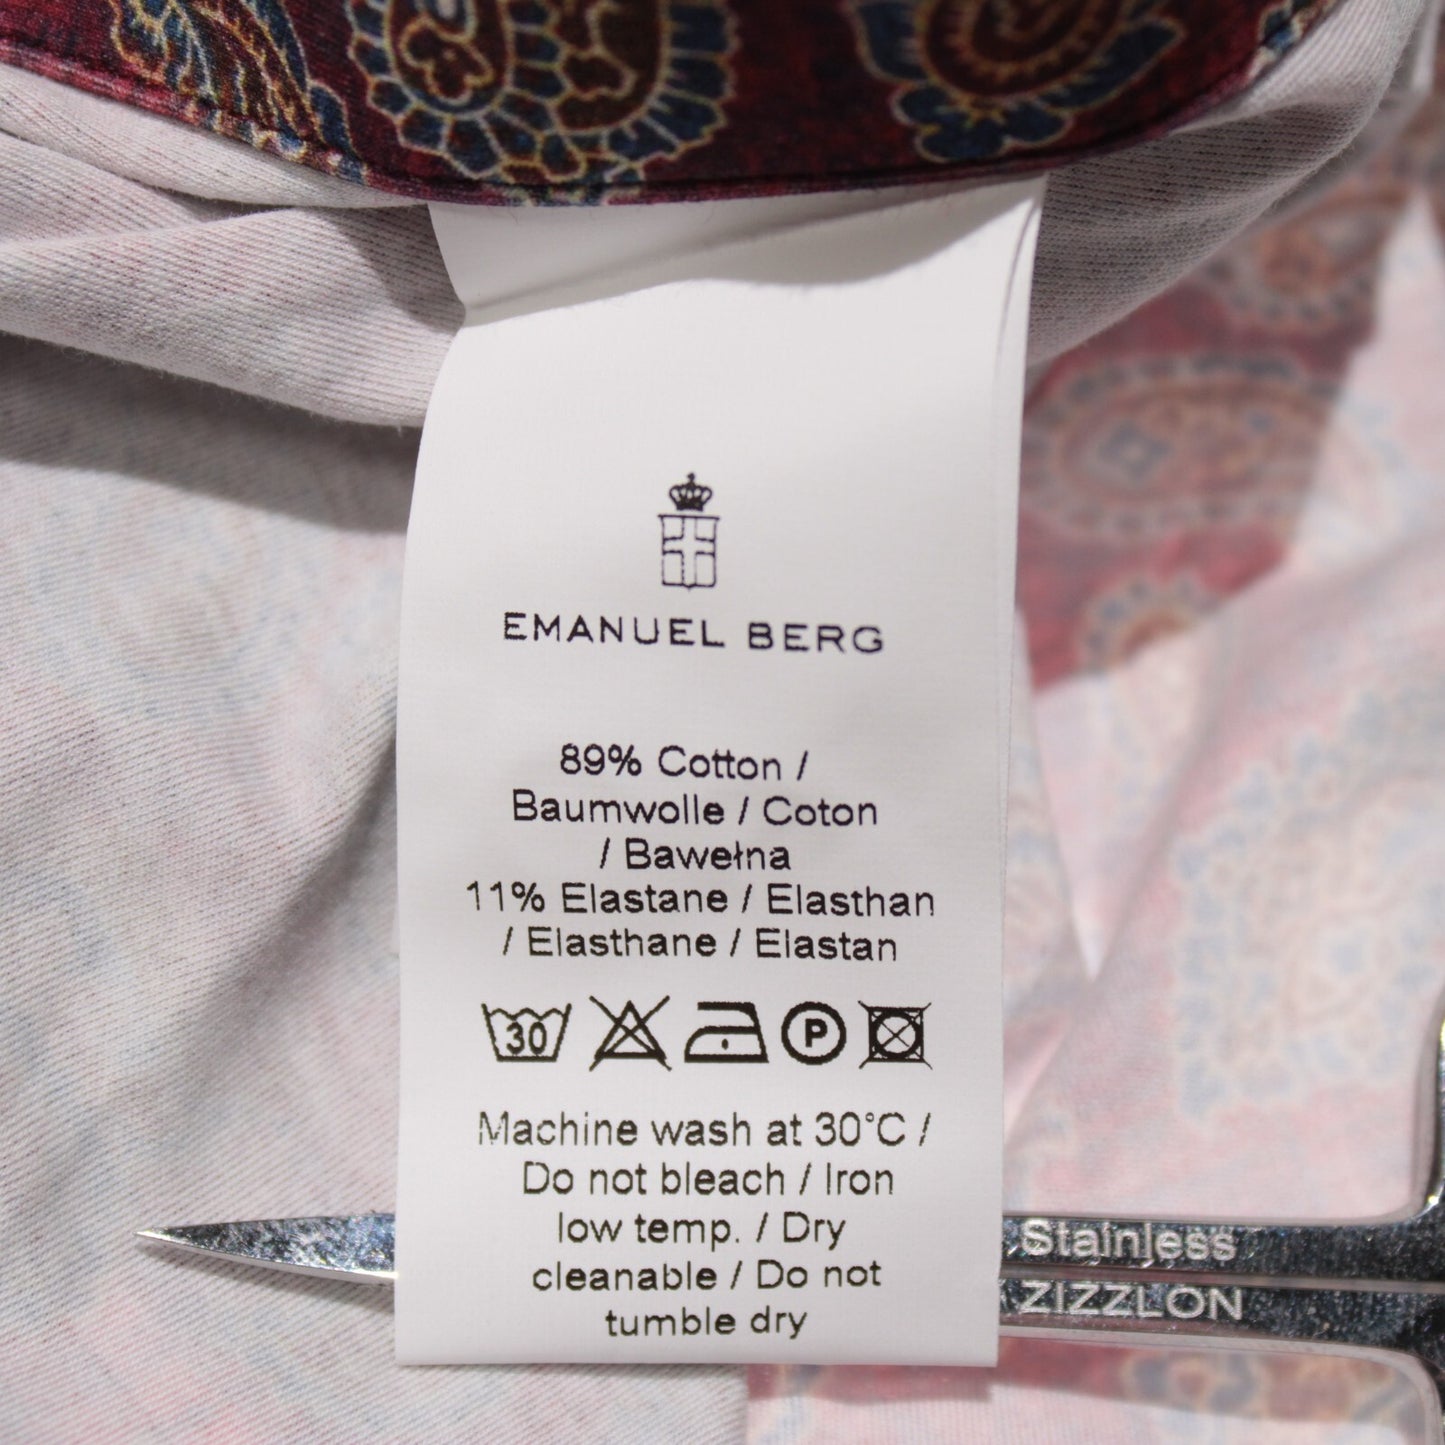 EMANUEL BERG
89% Cotton /
Baumwolle / Coton
/ Bawełna
11% Elastane / Elasthan
/ Elasthane / Elastan
30 P
Machine wash at 30°C /
Do not bleach / Iron
low temp. / Dry
cleanable / Do not
tumble dry
Stainless
ZIZZLON